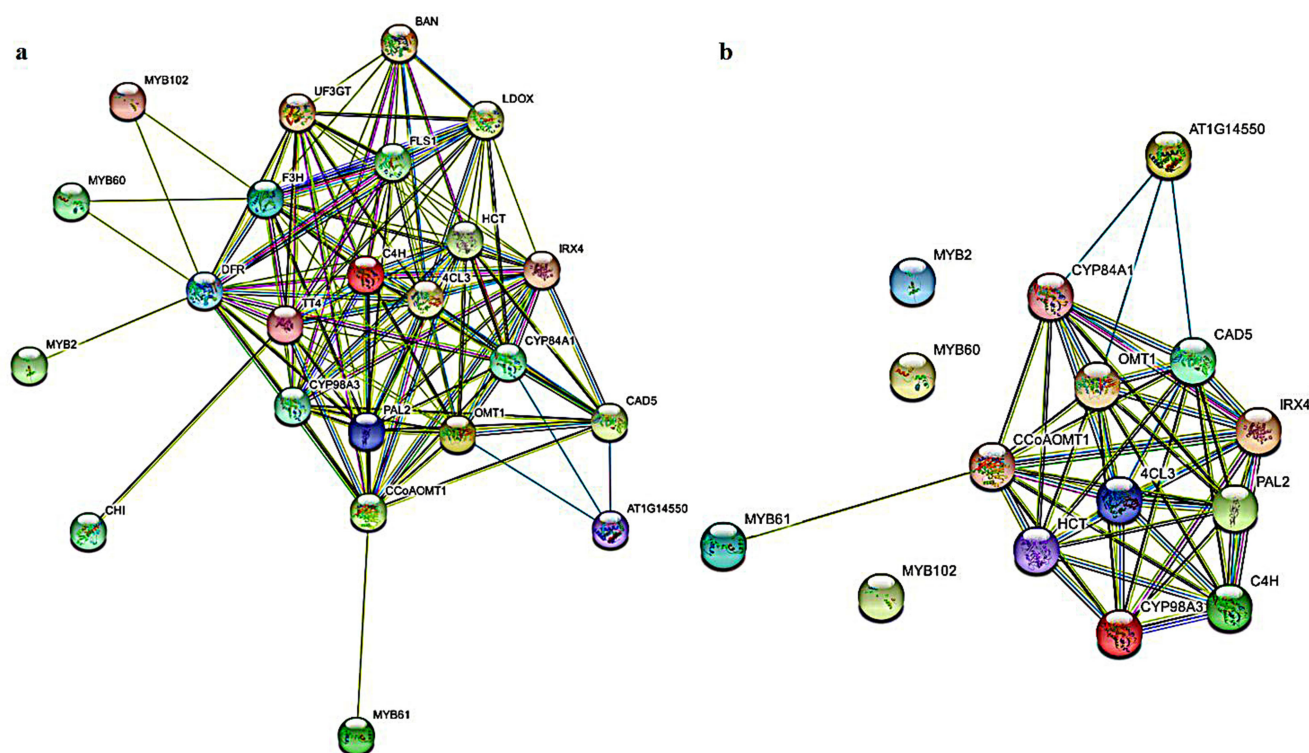 a
BAN
MYB102
UF3GT
LDOX
FLS1
F3H
MYB60
HCT
C4H
IRX4
DFR
4CL3
TT4
MYB2
CYP84A1
CYP98A3
PAL2
OMT1
CAD5
CCoAOMT1
CHI
AT1G14550
MYB61
b
AT1G14550
MYB2
CYP84A1
CAD5
OMT1
MYB60
IRX4
CCoAOMT1
4CL3
PAL2
MYB61
HCT
MYB102
C4H
CYP98A3